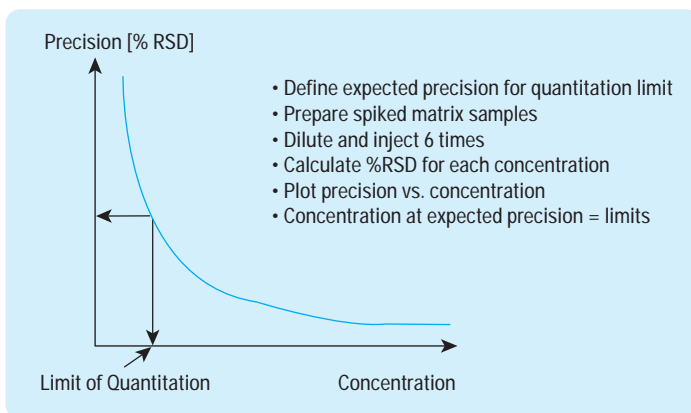 Precision [% RSD]
• Define expected precision for quantitation limit
• Prepare spiked matrix samples
• Dilute and inject 6 times
• Calculate %RSD for each concentration
• Plot precision vs. concentration
• Concentration at expected precision = limits
Limit of Quantitation
Concentration